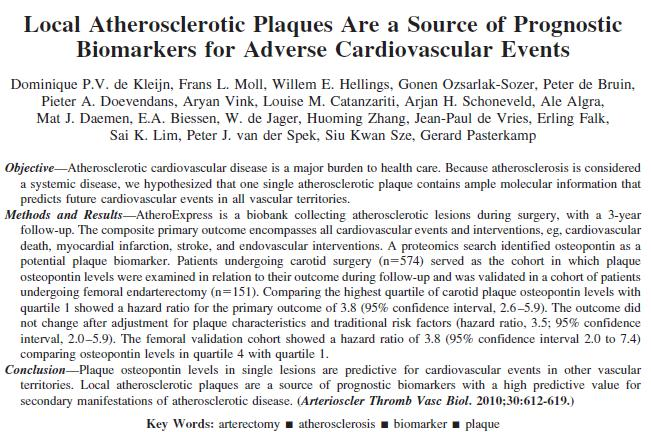 Local Atherosclerotic Plaques Are a Source of Prognostic
Biomarkers for Adverse Cardiovascular Events
Dominique P.V. de Kleijn, Frans L. Moll, Willem E. Hellings, Gonen Ozsarlak-Sozer, Peter de Bruin,
Pieter A. Doevendans, Aryan Vink, Louise M. Catanzariti, Arjan H. Schoneveld, Ale Algra,
Mat J. Daemen, E.A. Biessen, W. de Jager, Huoming Zhang, Jean-Paul de Vries, Erling Falk,
Sai K. Lim, Peter J. van der Spek, Siu Kwan Sze, Gerard Pasterkamp
Objective—Atherosclerotic cardiovascular disease is a major burden to health care. Because atherosclerosis is considered
a systemic disease, we hypothesized that one single atherosclerotic plaque contains ample molecular information that
predicts future cardiovascular events in all vascular territories.
Methods and Results—AtheroExpress is a biobank collecting atherosclerotic lesions during surgery, with a 3-year
follow-up. The composite primary outcome encompasses all cardiovascular events and interventions, eg, cardiovascular
death, myocardial infarction, stroke, and endovascular interventions. A proteomics search identified osteopontin as a
potential plaque biomarker. Patients undergoing carotid surgery (n=574) served as the cohort in which plaque
osteopontin levels were examined in relation to their outcome during follow-up and was validated in a cohort of patients
undergoing femoral endarterectomy (n=151). Comparing the highest quartile of carotid plaque osteopontin levels with
quartile 1 showed a hazard ratio for the primary outcome of 3.8 (95% confidence interval, 2.6–5.9). The outcome did
not change after adjustment for plaque characteristics and traditional risk factors (hazard ratio, 3.5; 95% confidence
interval, 2.0–5.9). The femoral validation cohort showed a hazard ratio of 3.8 (95% confidence interval 2.0 to 7.4)
comparing osteopontin levels in quartile 4 with quartile 1.
Conclusion—Plaque osteopontin levels in single lesions are predictive for cardiovascular events in other vascular
territories. Local atherosclerotic plaques are a source of prognostic biomarkers with a high predictive value for
secondary manifestations of atherosclerotic disease. (Arterioscler Thromb Vasc Biol. 2010;30:612-619.)
Key Words: arterectomy ■ atherosclerosis ■ biomarker ■ plaque